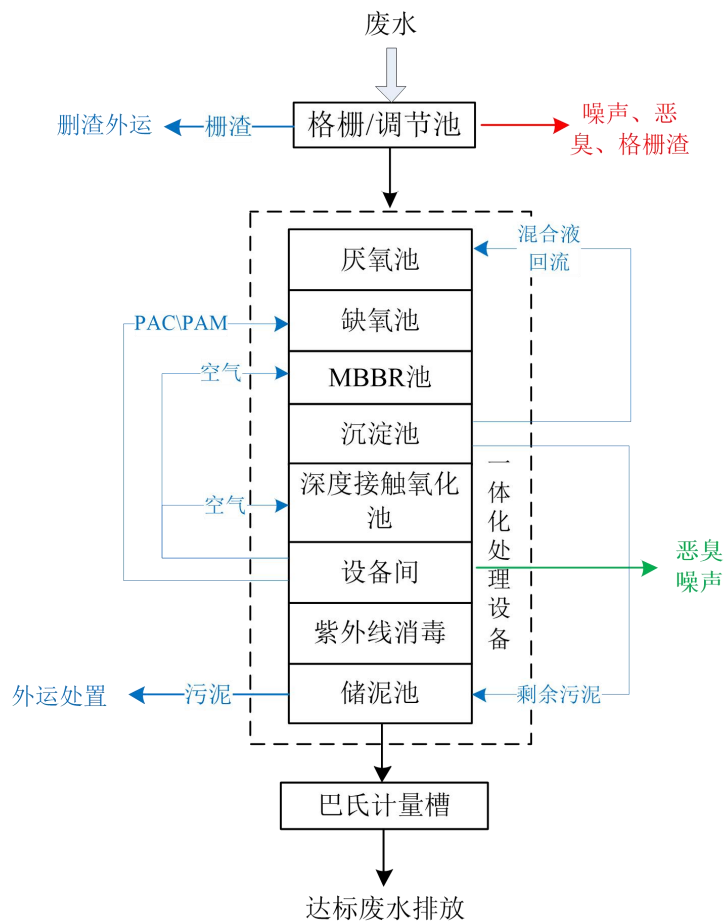 废水
删渣外运
栅渣
格栅/调节池
噪声、恶
臭、格栅渣
厌氧池
混合液
回流
PAC\PAM
缺氧池
空气
MBBR池
沉淀池
空气
深度接触氧化
池
一体化处理设备
设备间
恶臭
噪声
紫外线消毒
外运处置
污泥
储泥池
剩余污泥
巴氏计量槽
达标废水排放